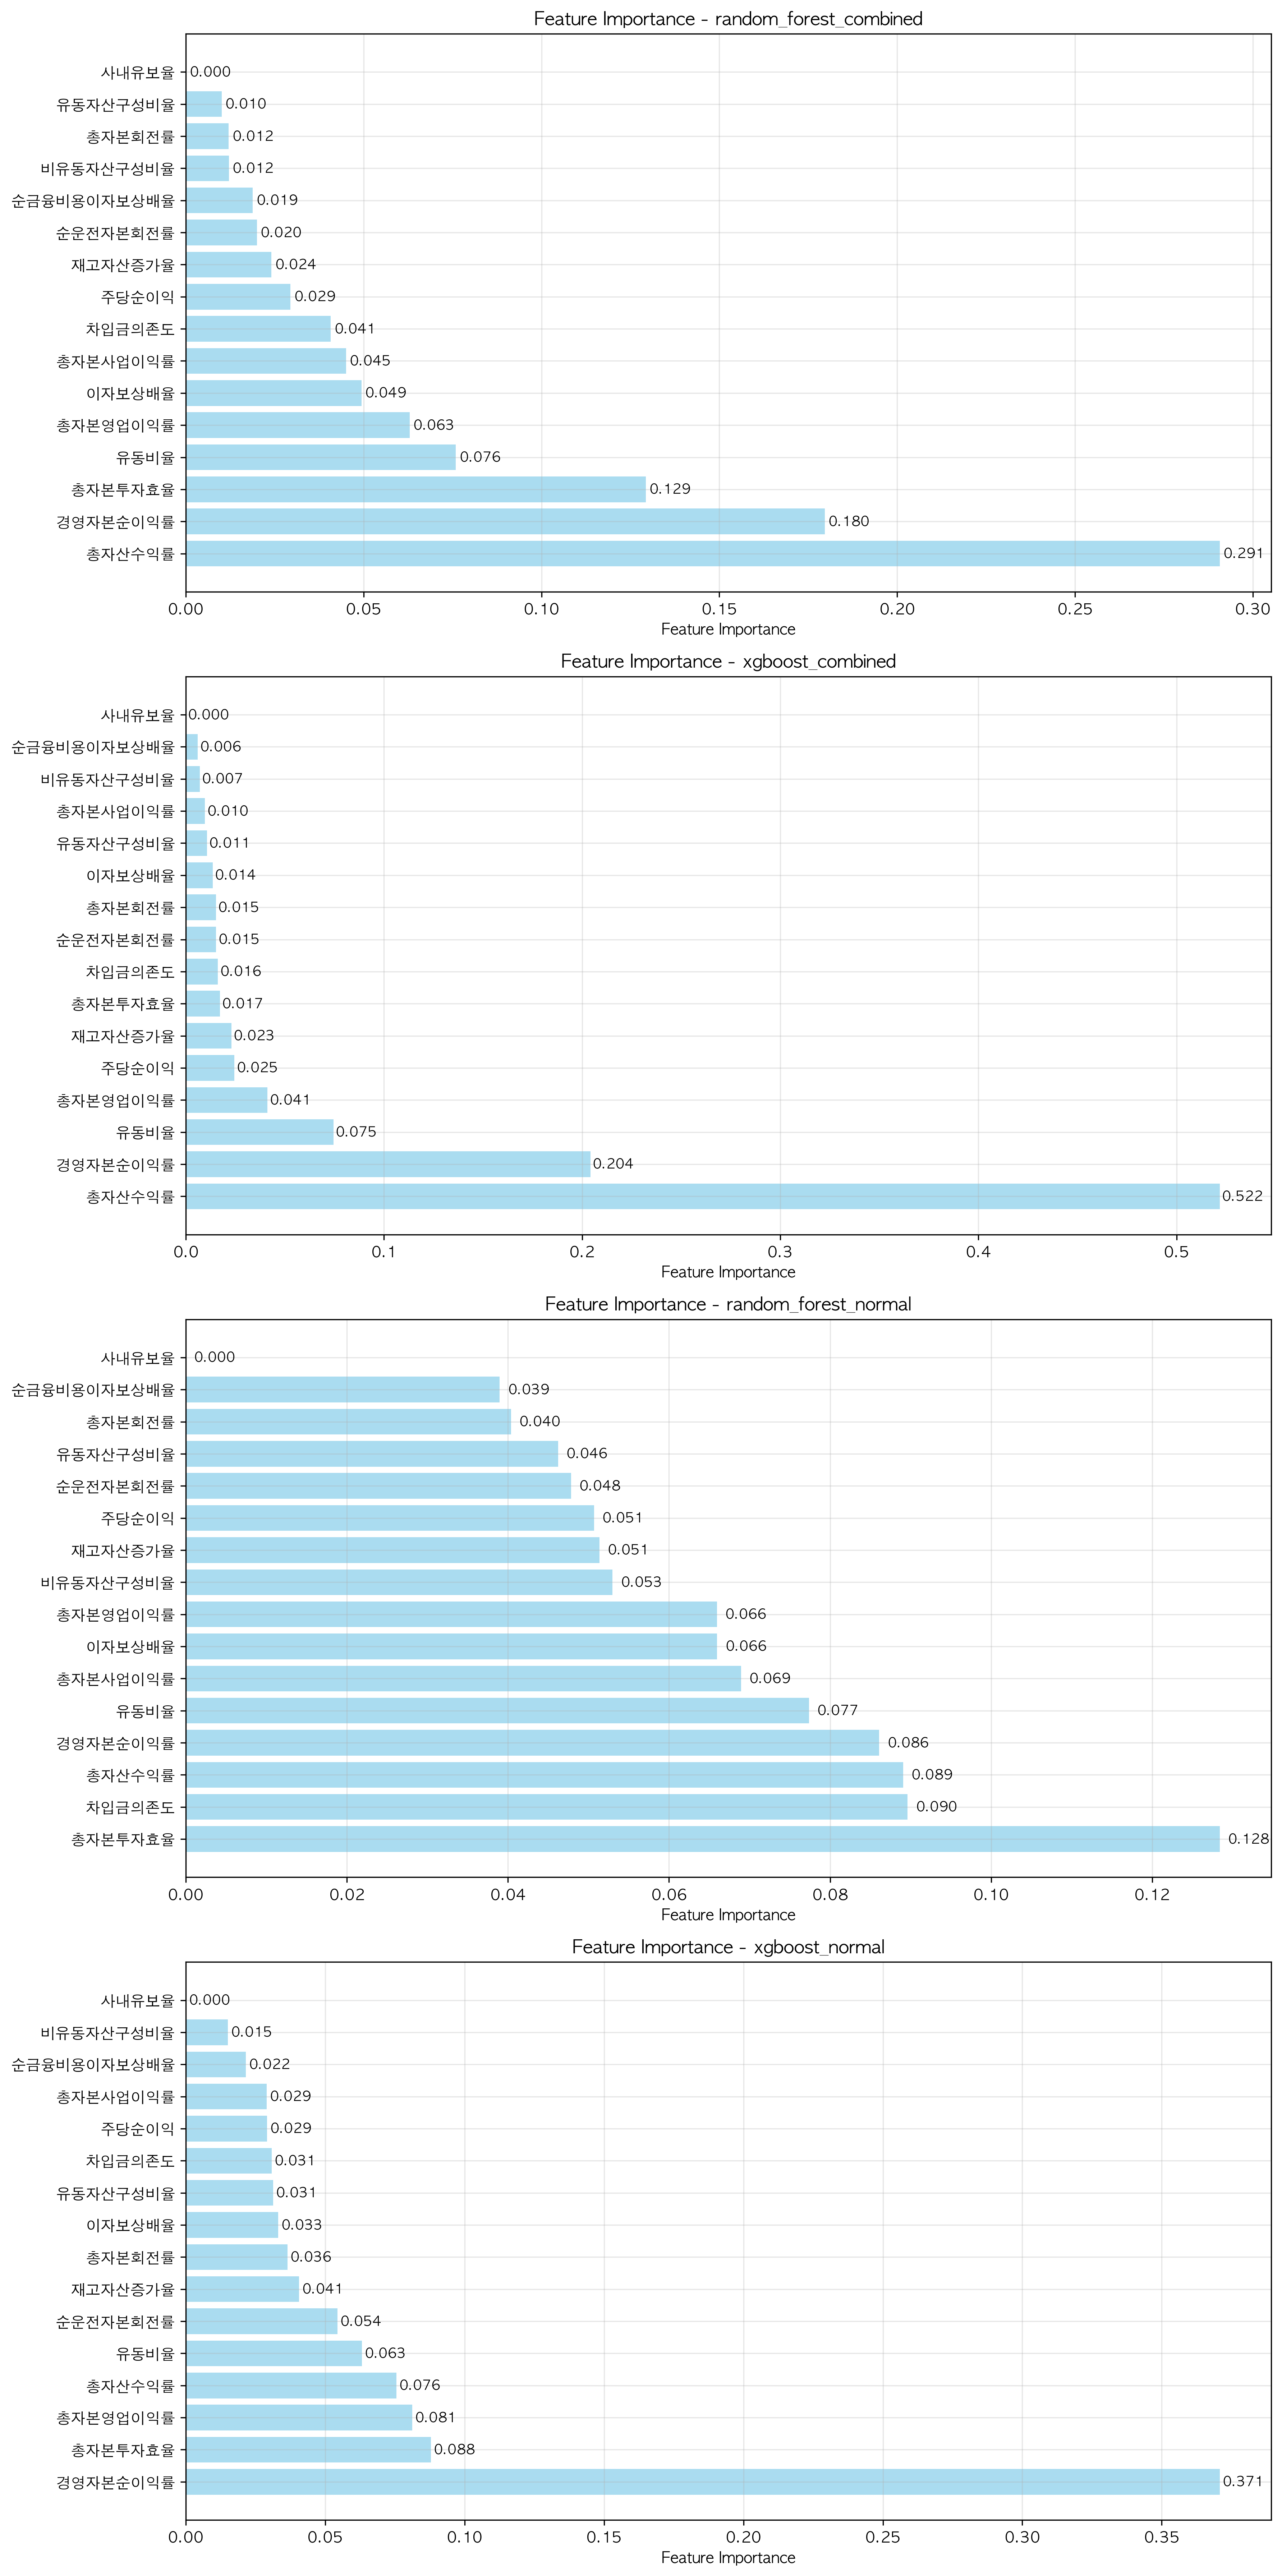 Feature Importance - random_forest_combined
사내유보율 0.000
유동자산구성비율 0.010
총자본회전률 0.012
비유동자산구성비율 0.012
순금융비용이자보상배율 0.019
순운전자본회전률 0.020
재고자산증가율 0.024
주당순이익 0.029
차입금의존도 0.041
총자본사업이익률 0.045
이자보상배율 0.049
총자본영업이익률 0.063
유동비율 0.076
총자본투자효율 0.129
경영자본순이익률 0.180
총자산수익률 0.291
0.00 0.05 0.10 0.15 0.20 0.25 0.30
Feature Importance
Feature Importance - xgboost_combined
사내유보율 0.000
순금융비용이자보상배율 0.006
비유동자산구성비율 0.007
총자본사업이익률 0.010
유동자산구성비율 0.011
이자보상배율 0.014
총자본회전률 0.015
순운전자본회전률 0.015
차입금의존도 0.016
총자본투자효율 0.017
재고자산증가율 0.023
주당순이익 0.025
총자본영업이익률 0.041
유동비율 0.075
경영자본순이익률 0.204
총자산수익률 0.522
0.0 0.1 0.2 0.3 0.4 0.5
Feature Importance
Feature Importance - random_forest_normal
사내유보율 0.000
순금융비용이자보상배율 0.039
총자본회전률 0.040
유동자산구성비율 0.046
순운전자본회전률 0.048
주당순이익 0.051
재고자산증가율 0.051
비유동자산구성비율 0.053
총자본영업이익률 0.066
이자보상배율 0.066
총자본사업이익률 0.069
유동비율 0.077
경영자본순이익률 0.086
총자산수익률 0.089
차입금의존도 0.090
총자본투자효율 0.128
0.00 0.02 0.04 0.06 0.08 0.10 0.12
Feature Importance
Feature Importance - xgboost_normal
사내유보율 0.000
비유동자산구성비율 0.015
순금융비용이자보상배율 0.022
총자본사업이익률 0.029
주당순이익 0.029
차입금의존도 0.031
유동자산구성비율 0.031
이자보상배율 0.033
총자본회전률 0.036
재고자산증가율 0.041
순운전자본회전률 0.054
유동비율 0.063
총자산수익률 0.076
총자본영업이익률 0.081
총자본투자효율 0.088
경영자본순이익률 0.371
0.00 0.05 0.10 0.15 0.20 0.25 0.30 0.35
Feature Importance